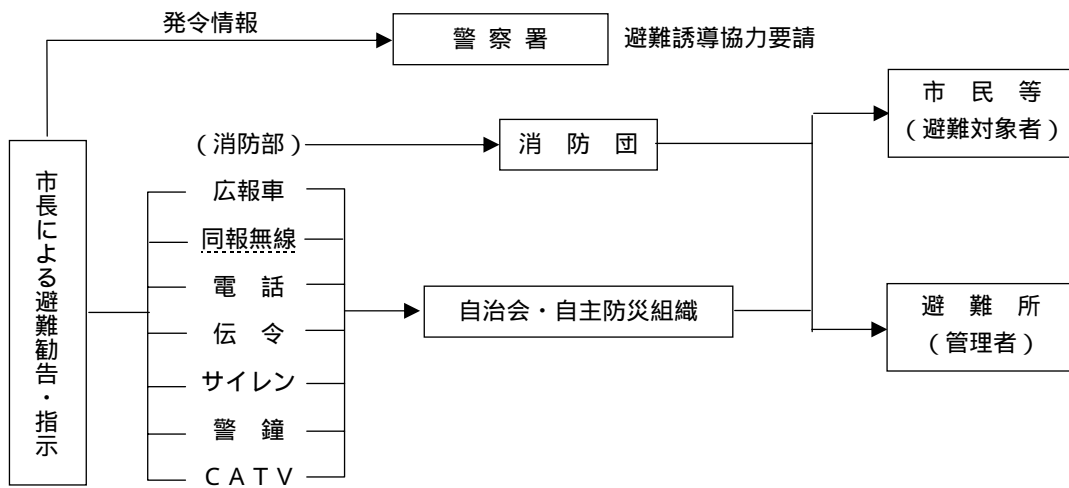 発令情報
警察署
避難誘導協力要請
市民等
(避難対象者)
(消防部)
消防団
市長による避難勧告・指示
広報車
同報無線
電話
伝令
サイレン
警鐘
CATV
自治会・自主防災組織
避難所
(管理者)